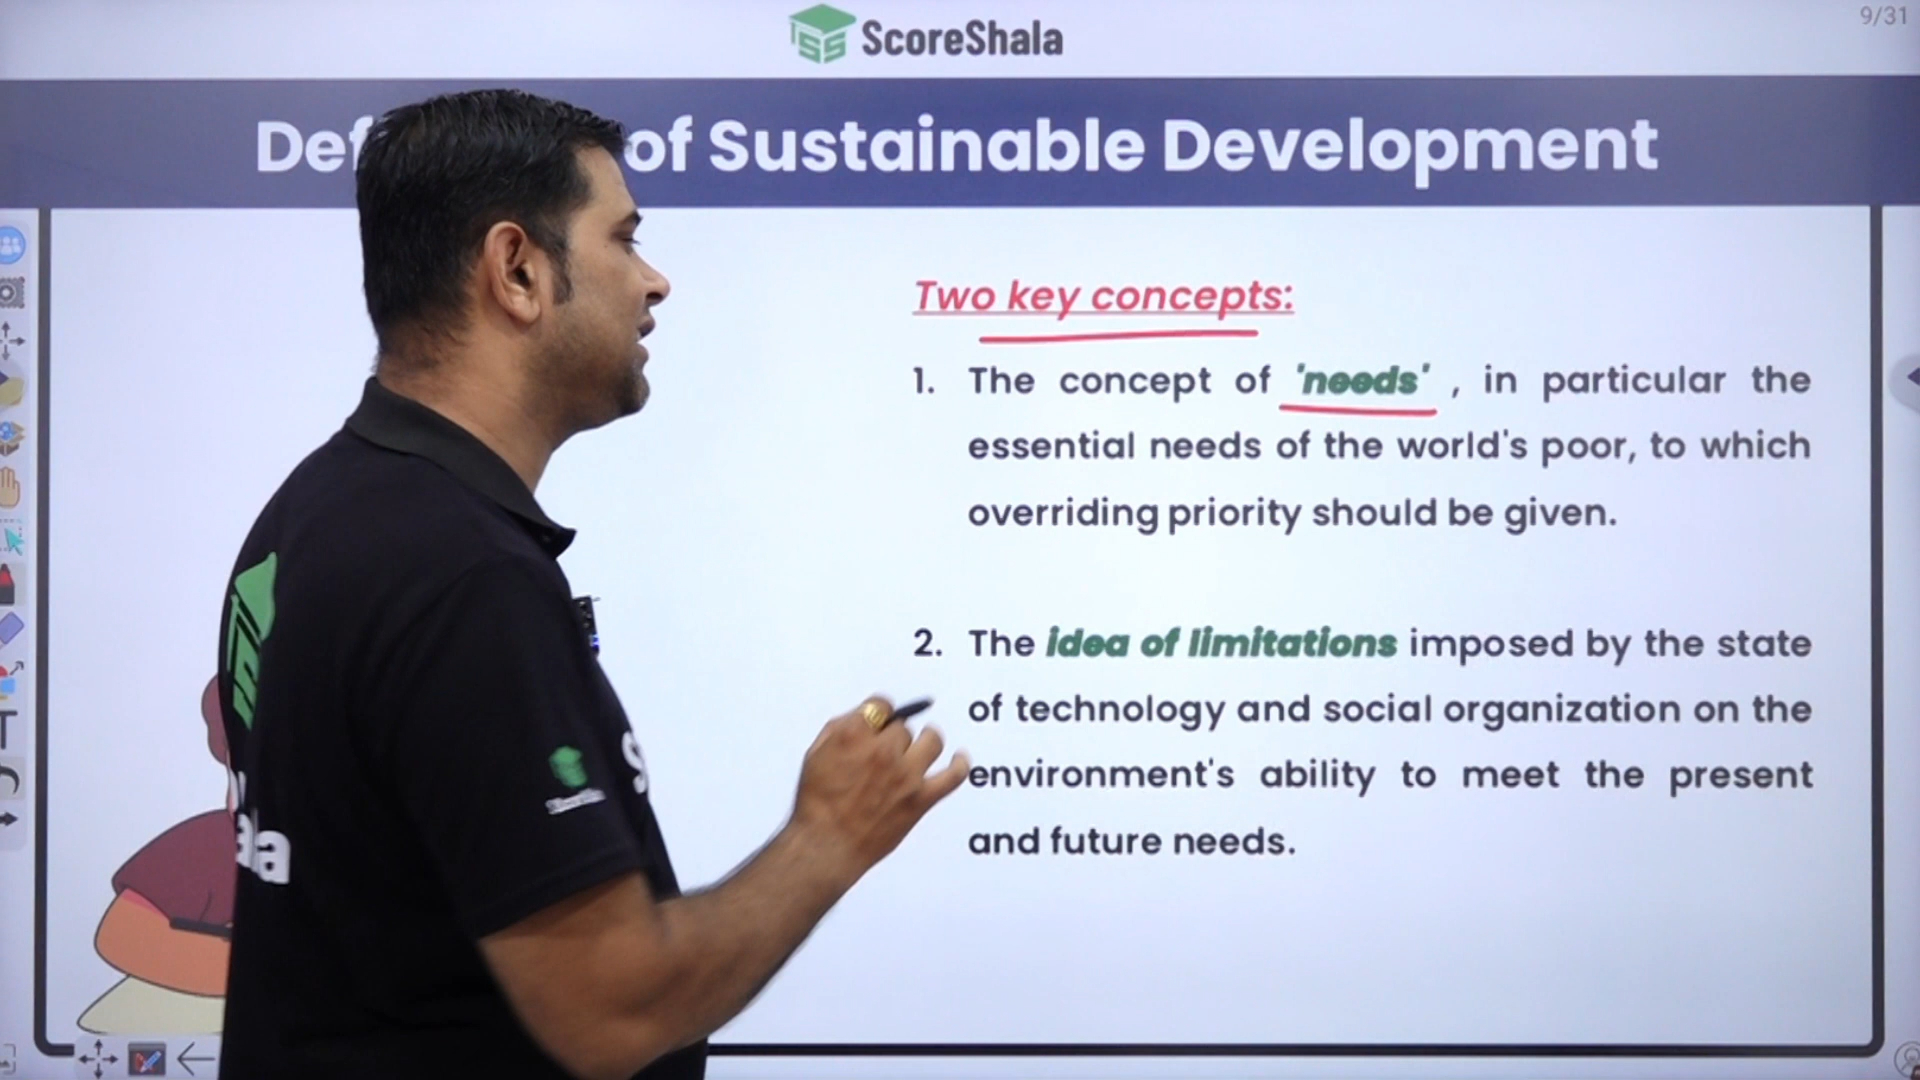 ScoreShala
9/31
of Sustainable Development
Two key concepts:
1. The concept of 'needs' , in particular the
essential needs of the world's poor, to which
overriding priority should be given.
2. The idea of limitations imposed by the state
of technology and social organization on the
environment's ability to meet the present
and future needs.